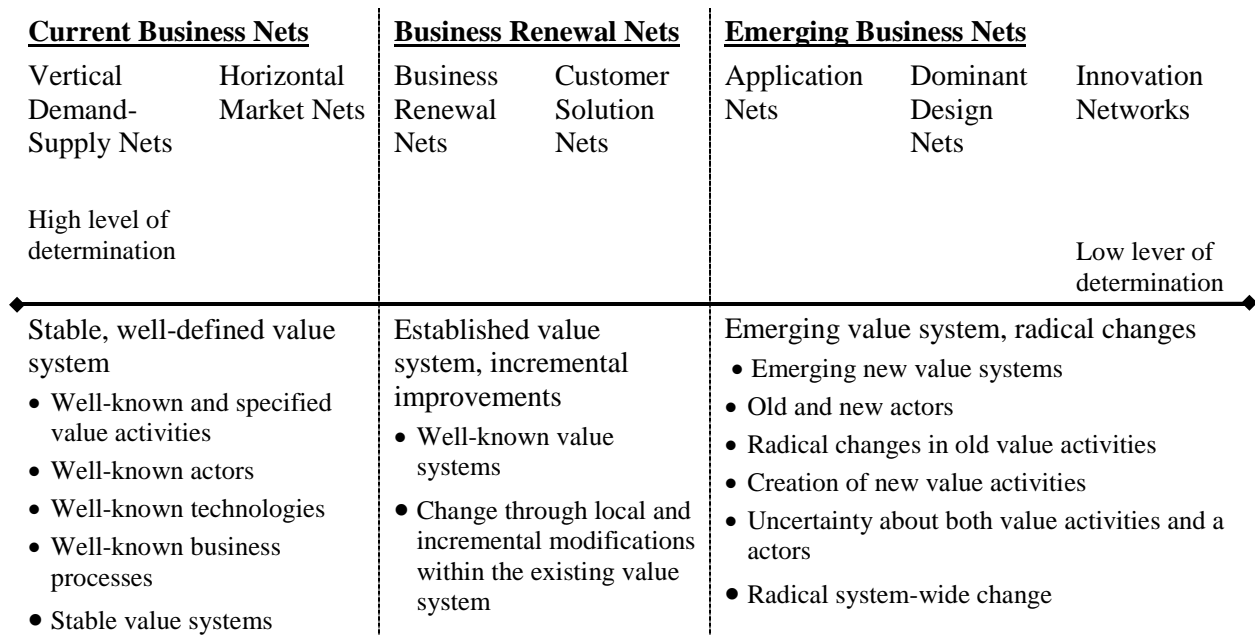 Current Business Nets
Vertical
Demand-
Supply Nets
Horizontal
Market Nets
High level of
determination
Business Renewal Nets
Business
Renewal
Nets
Customer
Solution
Nets
Emerging Business Nets
Application
Nets
Dominant
Design
Nets
Innovation
Networks
Low lever of
determination
Stable, well-defined value
system
• Well-known and specified
value activities
• Well-known actors
• Well-known technologies
• Well-known business
processes
• Stable value systems
Established value
system, incremental
improvements
• Well-known value
systems
• Change through local and
incremental modifications
within the existing value
system
Emerging value system, radical changes
• Emerging new value systems
• Old and new actors
• Radical changes in old value activities
• Creation of new value activities
• Uncertainty about both value activities and a
actors
• Radical system-wide change